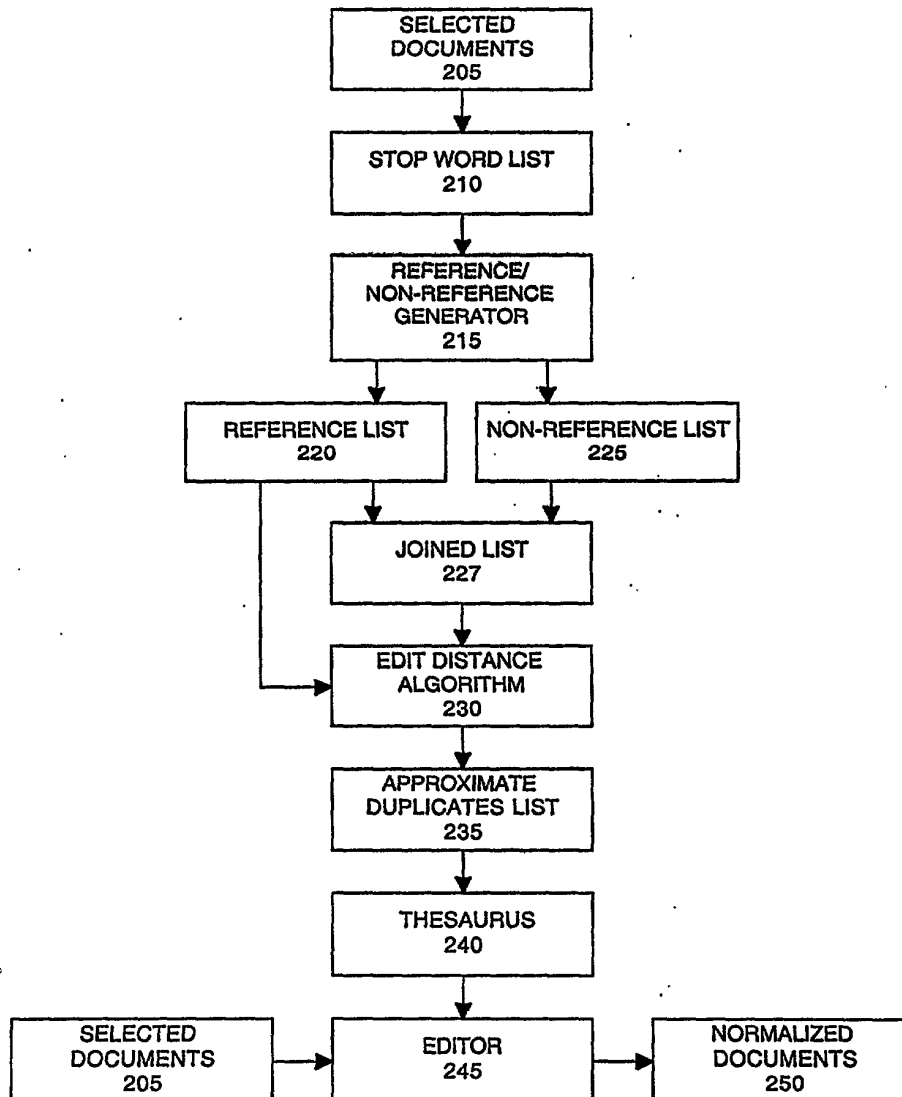 SELECTED
DOCUMENTS
205
STOP WORD LIST
210
REFERENCE/
NON-REFERENCE
GENERATOR
215
REFERENCE LIST
220
NON-REFERENCE LIST
225
JOINED LIST
227
EDIT DISTANCE
ALGORITHM
230
APPROXIMATE
DUPLICATES LIST
235
THESAURUS
240
SELECTED
DOCUMENTS
205
EDITOR
245
NORMALIZED
DOCUMENTS
250